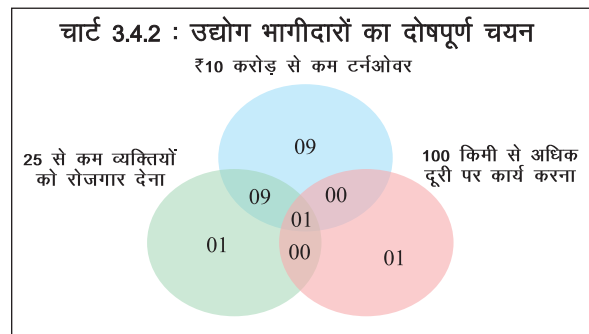 चार्ट 3.4.2 : उद्योग भागीदारों का दोषपूर्ण चयन
₹10 करोड़ से कम टर्नओवर
09
25 से कम व्यक्तियों
को रोजगार देना
100 किमी से अधिक
दूरी पर कार्य करना
09
00
01
01
00
01